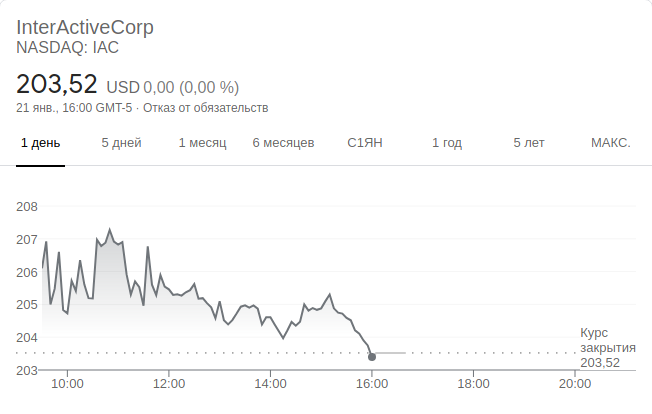 InterActiveCorp
NASDAQ: IAC
203,52 USD 0,00 (0,00 %)
21 янв., 16:00 GMT-5 · Отказ от обязательств
1 день 5 дней 1 месяц 6 месяцев С1ЯН 1 год 5 лет МАКС.
208
207
206
205
204
203
Курс
закрытия
203,52
10:00 12:00 14:00 16:00 18:00 20:00